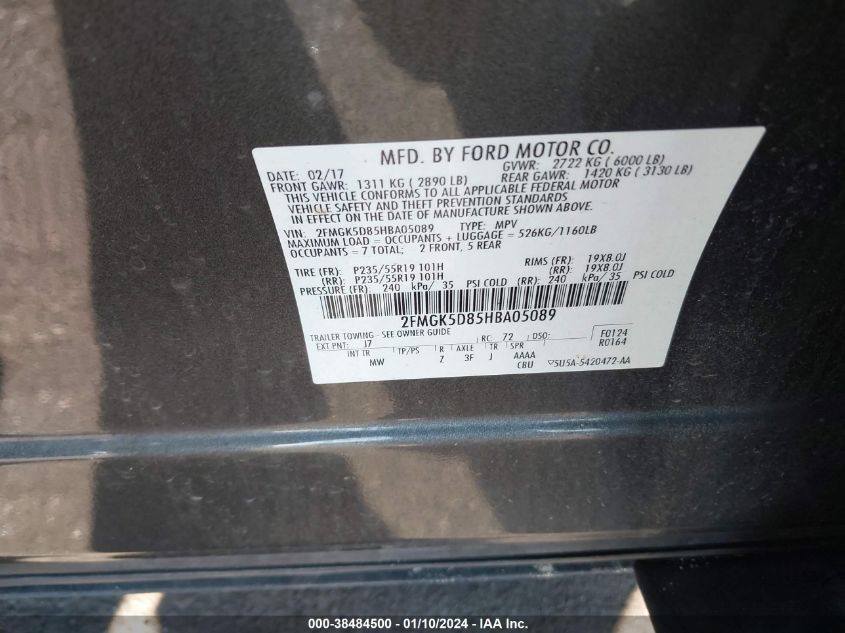 MFD. BY FORD MOTOR CO.
DATE: 02/17 GVWR: 2722 KG ( 6000 LB)
FRONT GAWR: 1311 KG ( 2890 LB) REAR GAWR: 1420 KG ( 3130 LB)
THIS VEHICLE CONFORMS TO ALL APPLICABLE FEDERAL MOTOR
VEHICLE SAFETY AND THEFT PREVENTION STANDARDS
IN EFFECT ON THE DATE OF MANUFACTURE SHOWN ABOVE.
VIN: 2FMGK5D85HBA05089 TYPE: MPV
MAXIMUM LOAD = OCCUPANTS + LUGGAGE = 526KG/1160LB
OCCUPANTS = 7 TOTAL; 2 FRONT, 5 REAR
TIRE (FR): P235/55R19 101H RIMS (FR): 19X8.0J
(RR): P235/55R19 101H (RR): 19X8.0J
PRESSURE (FR): 240 kPa/ 35 PSI COLD (RR): 240 kPa/ 35 PSI COLD
2FMGK5D85HBA05089
TRAILER TOWING - SEE OWNER GUIDE
EXT PNT: J7 RC: 72 DSO: F0124
R0164
INT TR TP/PS R AXLE TR SPR
MW Z 3F J AAAA
CBU ▽5U5A-5420472-AA
000-38484500 - 01/10/2024 - IAA Inc.